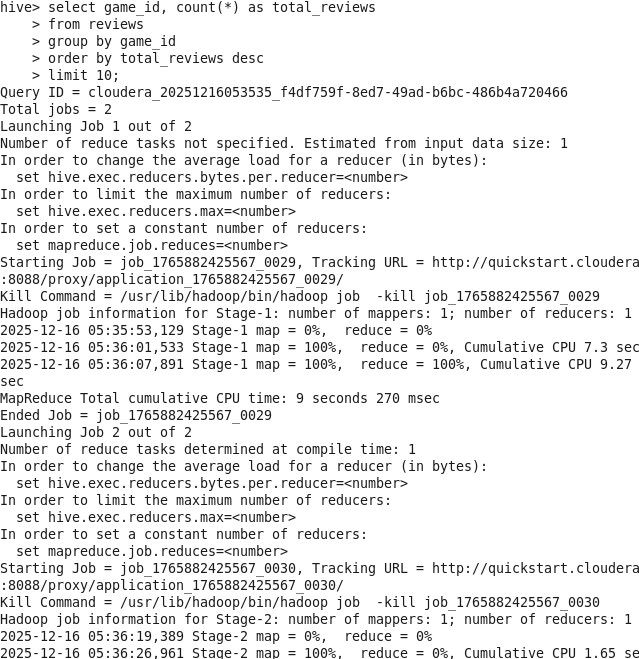 hive> select game_id, count(*) as total_reviews
    > from reviews
    > group by game_id
    > order by total_reviews desc
    > limit 10;
Query ID = cloudera_20251216053535_f4df759f-8ed7-49ad-b6bc-486b4a720466
Total jobs = 2
Launching Job 1 out of 2
Number of reduce tasks not specified. Estimated from input data size: 1
In order to change the average load for a reducer (in bytes):
  set hive.exec.reducers.bytes.per.reducer=<number>
In order to limit the maximum number of reducers:
  set hive.exec.reducers.max=<number>
In order to set a constant number of reducers:
  set mapreduce.job.reduces=<number>
Starting Job = job_1765882425567_0029, Tracking URL = http://quickstart.cloudera
:8088/proxy/application_1765882425567_0029/
Kill Command = /usr/lib/hadoop/bin/hadoop job  -kill job_1765882425567_0029
Hadoop job information for Stage-1: number of mappers: 1; number of reducers: 1
2025-12-16 05:35:53,129 Stage-1 map = 0%,  reduce = 0%
2025-12-16 05:36:01,533 Stage-1 map = 100%,  reduce = 0%, Cumulative CPU 7.3 sec
2025-12-16 05:36:07,891 Stage-1 map = 100%,  reduce = 100%, Cumulative CPU 9.27
sec
MapReduce Total cumulative CPU time: 9 seconds 270 msec
Ended Job = job_1765882425567_0029
Launching Job 2 out of 2
Number of reduce tasks determined at compile time: 1
In order to change the average load for a reducer (in bytes):
  set hive.exec.reducers.bytes.per.reducer=<number>
In order to limit the maximum number of reducers:
  set hive.exec.reducers.max=<number>
In order to set a constant number of reducers:
  set mapreduce.job.reduces=<number>
Starting Job = job_1765882425567_0030, Tracking URL = http://quickstart.cloudera
:8088/proxy/application_1765882425567_0030/
Kill Command = /usr/lib/hadoop/bin/hadoop job  -kill job_1765882425567_0030
Hadoop job information for Stage-2: number of mappers: 1; number of reducers: 1
2025-12-16 05:36:19,389 Stage-2 map = 0%,  reduce = 0%
2025-12-16 05:36:26,961 Stage-2 map = 100%,  reduce = 0%, Cumulative CPU 1.65 se